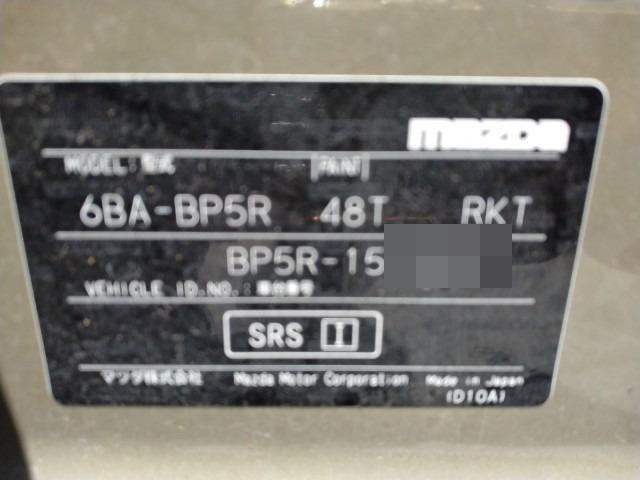 mazda
MODEL:型式 PAINT
6BA-BP5R 48T RKT
BP5R-15
VEHICLE ID.NO.:車台番号
SRS I
マツダ株式会社 Mazda Motor Corporation Made in Japan
(D10A)